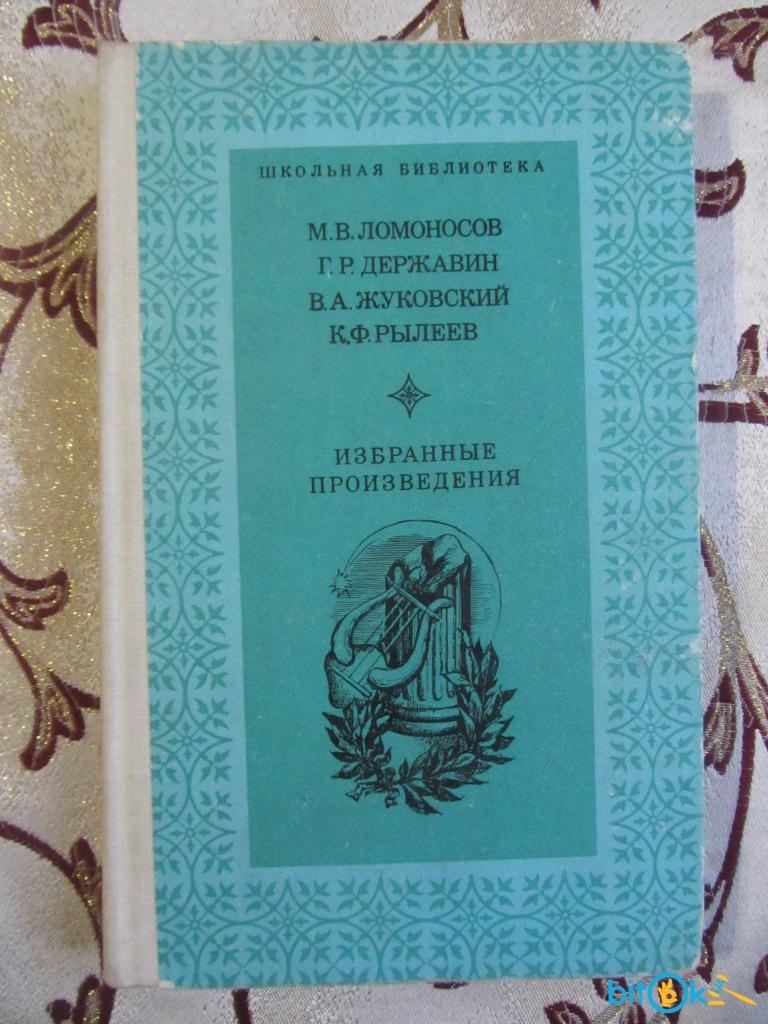 ШКОЛЬНАЯ БИБЛИОТЕКА
М.В.ЛОМОНОСОВ
Г.Р.ДЕРЖАВИН
В.А.ЖУКОВСКИЙ
К.Ф.РЫЛЕЕВ
ИЗБРАННЫЕ
ПРОИЗВЕДЕНИЯ
bitOk